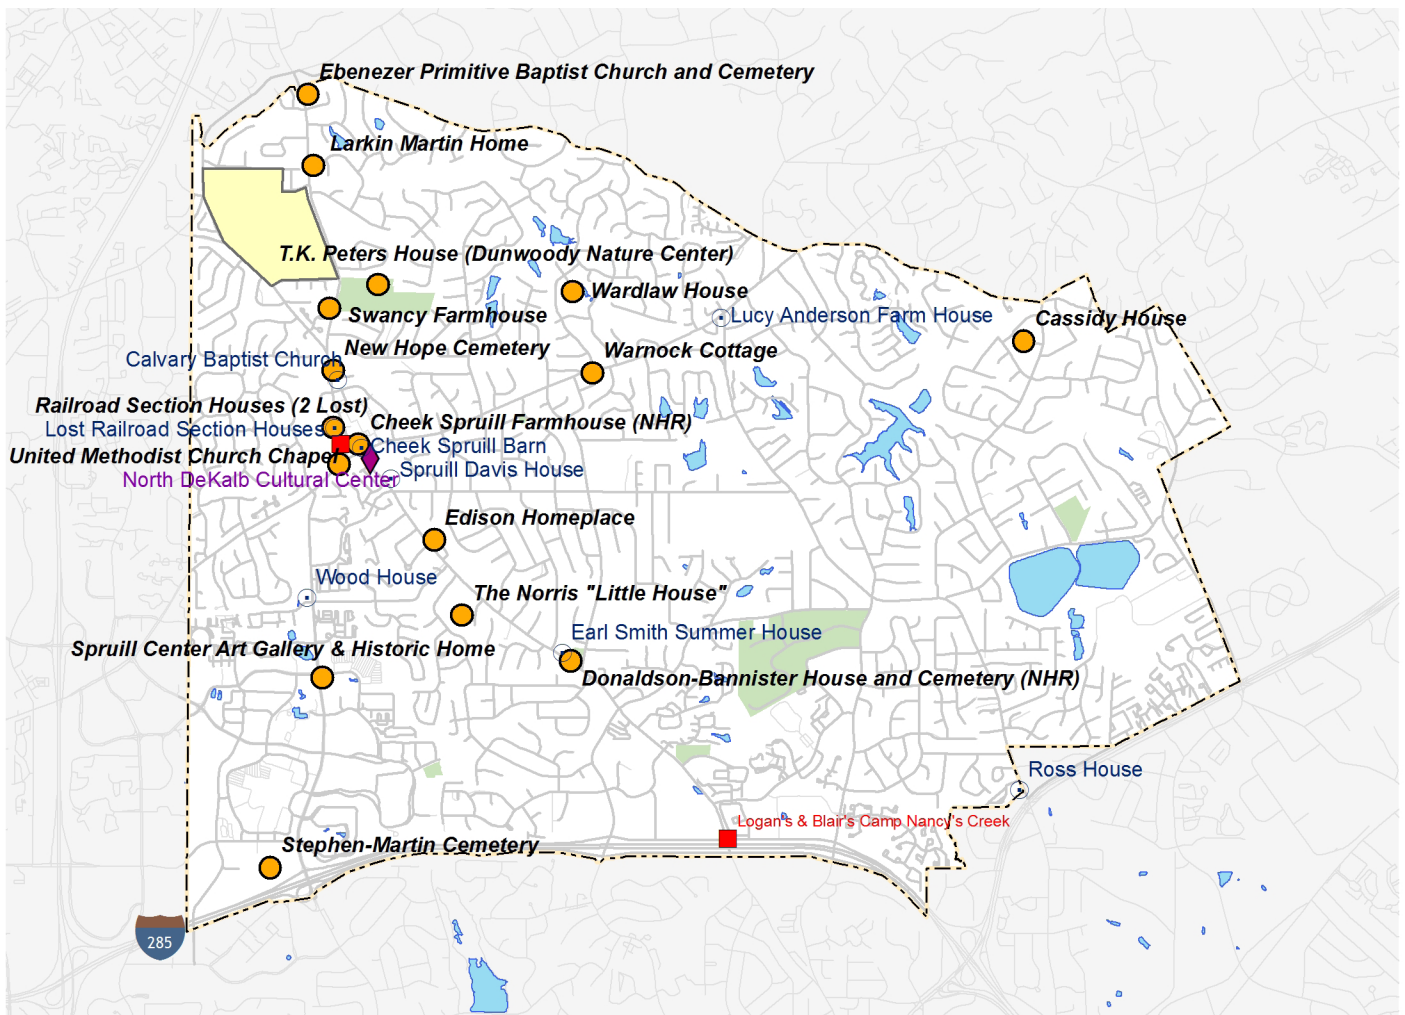 Ebenezer Primitive Baptist Church and Cemetery
Larkin Martin Home
T.K. Peters House (Dunwoody Nature Center)
Wardlaw House
Swancy Farmhouse
Lucy Anderson Farm House
Cassidy House
New Hope Cemetery
Calvary Baptist Church
Warnock Cottage
Railroad Section Houses (2 Lost)
Cheek Spruill Farmhouse (NHR)
Lost Railroad Section Houses
Cheek Spruill Barn
United Methodist Church Chapel
Spruill Davis House
North DeKalb Cultural Center
Edison Homeplace
Wood House
The Norris "Little House"
Earl Smith Summer House
Spruill Center Art Gallery & Historic Home
Donaldson-Bannister House and Cemetery (NHR)
Ross House
Logan's & Blair's Camp Nancy's Creek
Stephen-Martin Cemetery
285